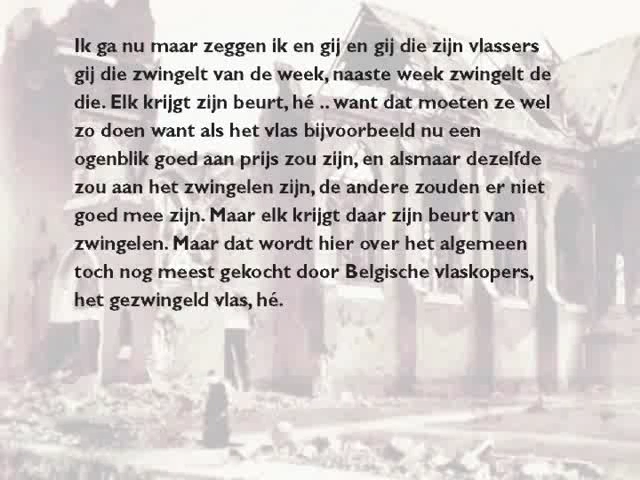 Ik ga nu maar zeggen ik en gij en gij die zijn vlassers
gij die zwingelt van de week, naaste week zwingelt de
die. Elk krijgt zijn beurt, hé .. want dat moeten ze wel
zo doen want als het vlas bijvoorbeeld nu een
ogenblik goed aan prijs zou zijn, en alsmaar dezelfde
zou aan het zwingelen zijn, de andere zouden er niet
goed mee zijn. Maar elk krijgt daar zijn beurt van
zwingelen. Maar dat wordt hier over het algemeen
toch nog meest gekocht door Belgische vlaskopers,
het gezwingeld vlas, hé.